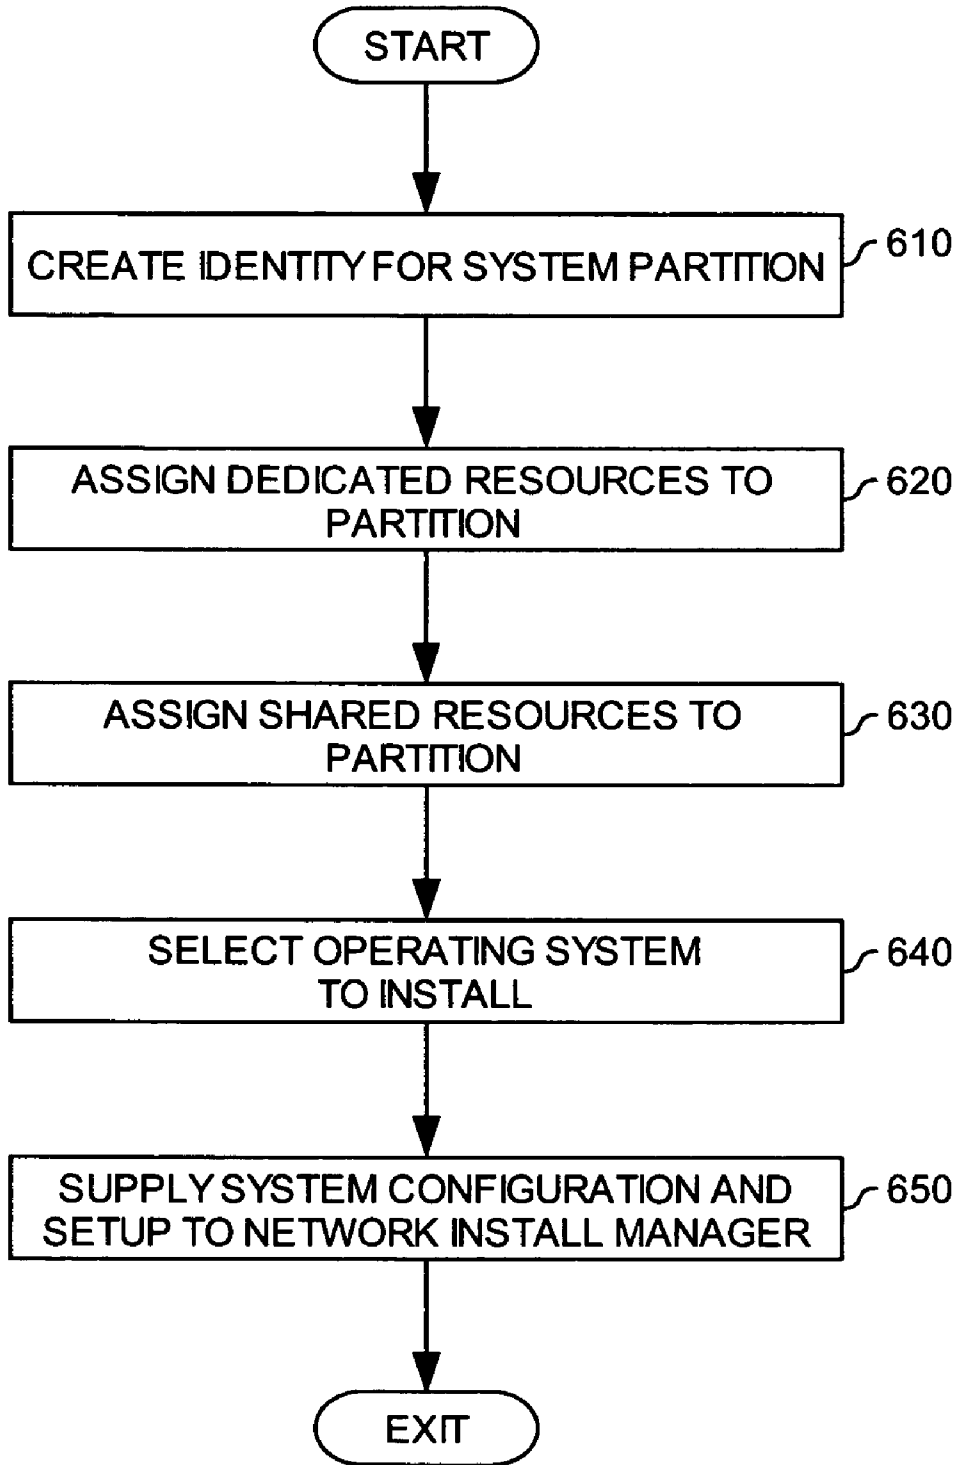 START
CREATE IDENTITY FOR SYSTEM PARTITION
610
ASSIGN DEDICATED RESOURCES TO
PARTITION
620
ASSIGN SHARED RESOURCES TO
PARTITION
630
SELECT OPERATING SYSTEM
TO INSTALL
640
SUPPLY SYSTEM CONFIGURATION AND
SETUP TO NETWORK INSTALL MANAGER
650
EXIT